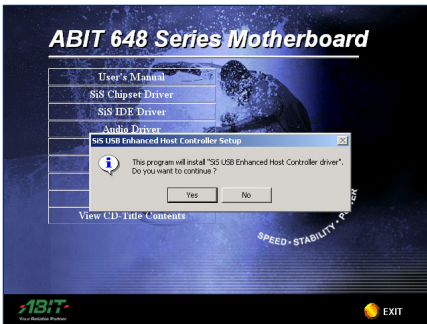 ABIT 648 Series Motherboard
User's Manual
SiS Chipset Driver
SiS IDE Driver
Audio Driver
SiS USB Enhanced Host Controller Setup
This program will install "SiS USB Enhanced Host Controller driver".
Do you want to continue ?
Yes
No
View CD-Title Contents
SPEED · STABILITY ·
ABIT
Your Reliable Partner
EXIT